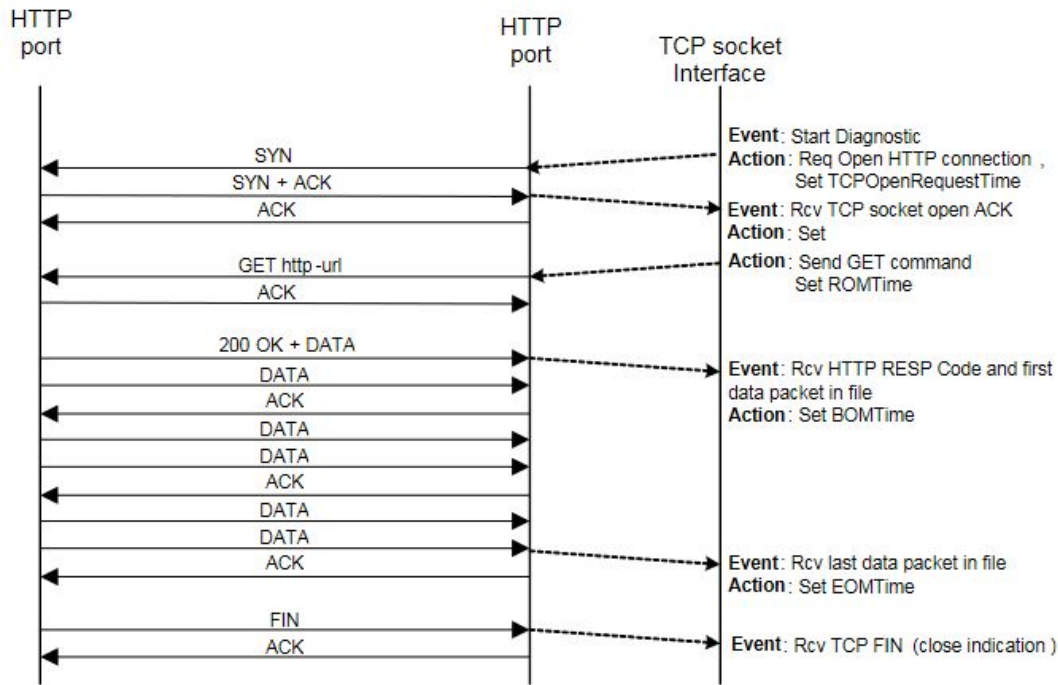 HTTP
port
HTTP
port
TCP socket
Interface
Event: Start Diagnostic
SYN
Action: Req Open HTTP connection ,
Set TCPOpenRequestTime
SYN + ACK
Event: Rcv TCP socket open ACK
ACK
Action: Set
GET http-url
Action: Send GET command
Set ROMTime
ACK
200 OK + DATA
Event: Rcv HTTP RESP Code and first
data packet in file
DATA
Action: Set BOMTime
ACK
DATA
DATA
ACK
DATA
DATA
ACK
Event: Rcv last data packet in file
Action: Set EOMTime
FIN
Event: Rcv TCP FIN (close indication )
ACK